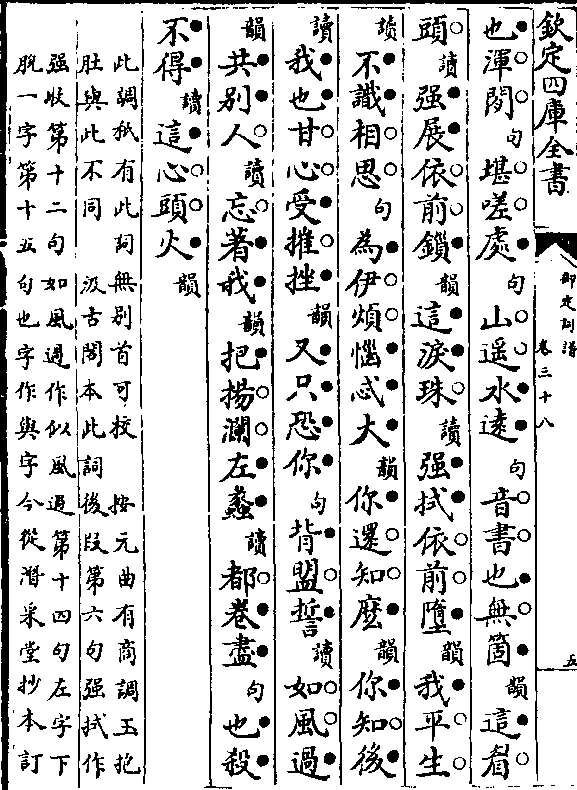 欽定四庫全書
御定詞譜
卷三十八
五
也渾閒句堪嗟處句山遥水遠句音書也無箇韻這眉
頭讀强展依前鎖韻這淚珠讀强拭依前墮韻我平生
讀不識相思句為伊煩惱忒大韻你還知麽韻你知後
讀我也甘心受摧挫韻又只恐你句背盟誓讀如風過
韻共别人讀忘著我韻把揚瀾左蠡讀都卷盡句也殺
不得讀這心頭火韻
此調秖有此詞無别首可校 按元曲有商調玉抱
肚與此不同 汲古閣本此詞後段第六句强拭作
强收第十二句如風過作似風過第十四句左字下
脱一字第十五句也字作與字今從潛采堂抄本訂